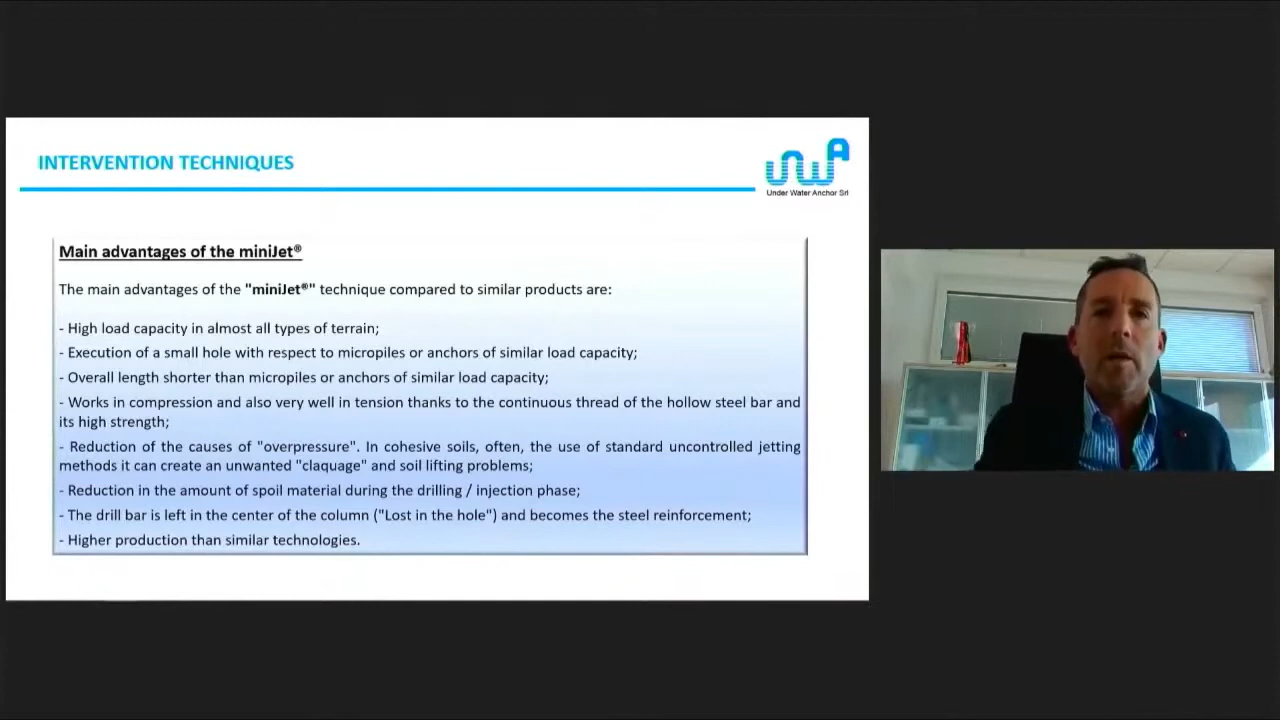 INTERVENTION TECHNIQUES
UWA
Under Water Anchor Srl
Main advantages of the miniJet®
The main advantages of the "miniJet®" technique compared to similar products are:
- High load capacity in almost all types of terrain;
- Execution of a small hole with respect to micropiles or anchors of similar load capacity;
- Overall length shorter than micropiles or anchors of similar load capacity;
- Works in compression and also very well in tension thanks to the continuous thread of the hollow steel bar and
its high strength;
- Reduction of the causes of "overpressure". In cohesive soils, often, the use of standard uncontrolled jetting
methods it can create an unwanted "claquage" and soil lifting problems;
- Reduction in the amount of spoil material during the drilling / injection phase;
- The drill bar is left in the center of the column ("Lost in the hole") and becomes the steel reinforcement;
- Higher production than similar technologies.